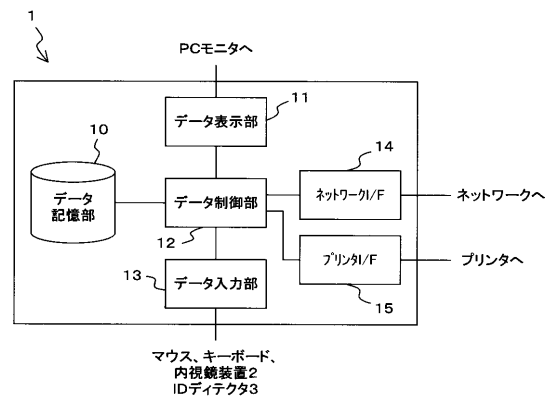 1
PCモニタへ
11
データ表示部
10
14
データ
記憶部
データ制御部
ﾈｯﾄﾜｰｸI/F
ネットワークへ
12
13
データ入力部
ﾌﾟﾘﾝﾀI/F
プリンタへ
15
マウス、キーボード、
内視鏡装置2
IDディテクタ3